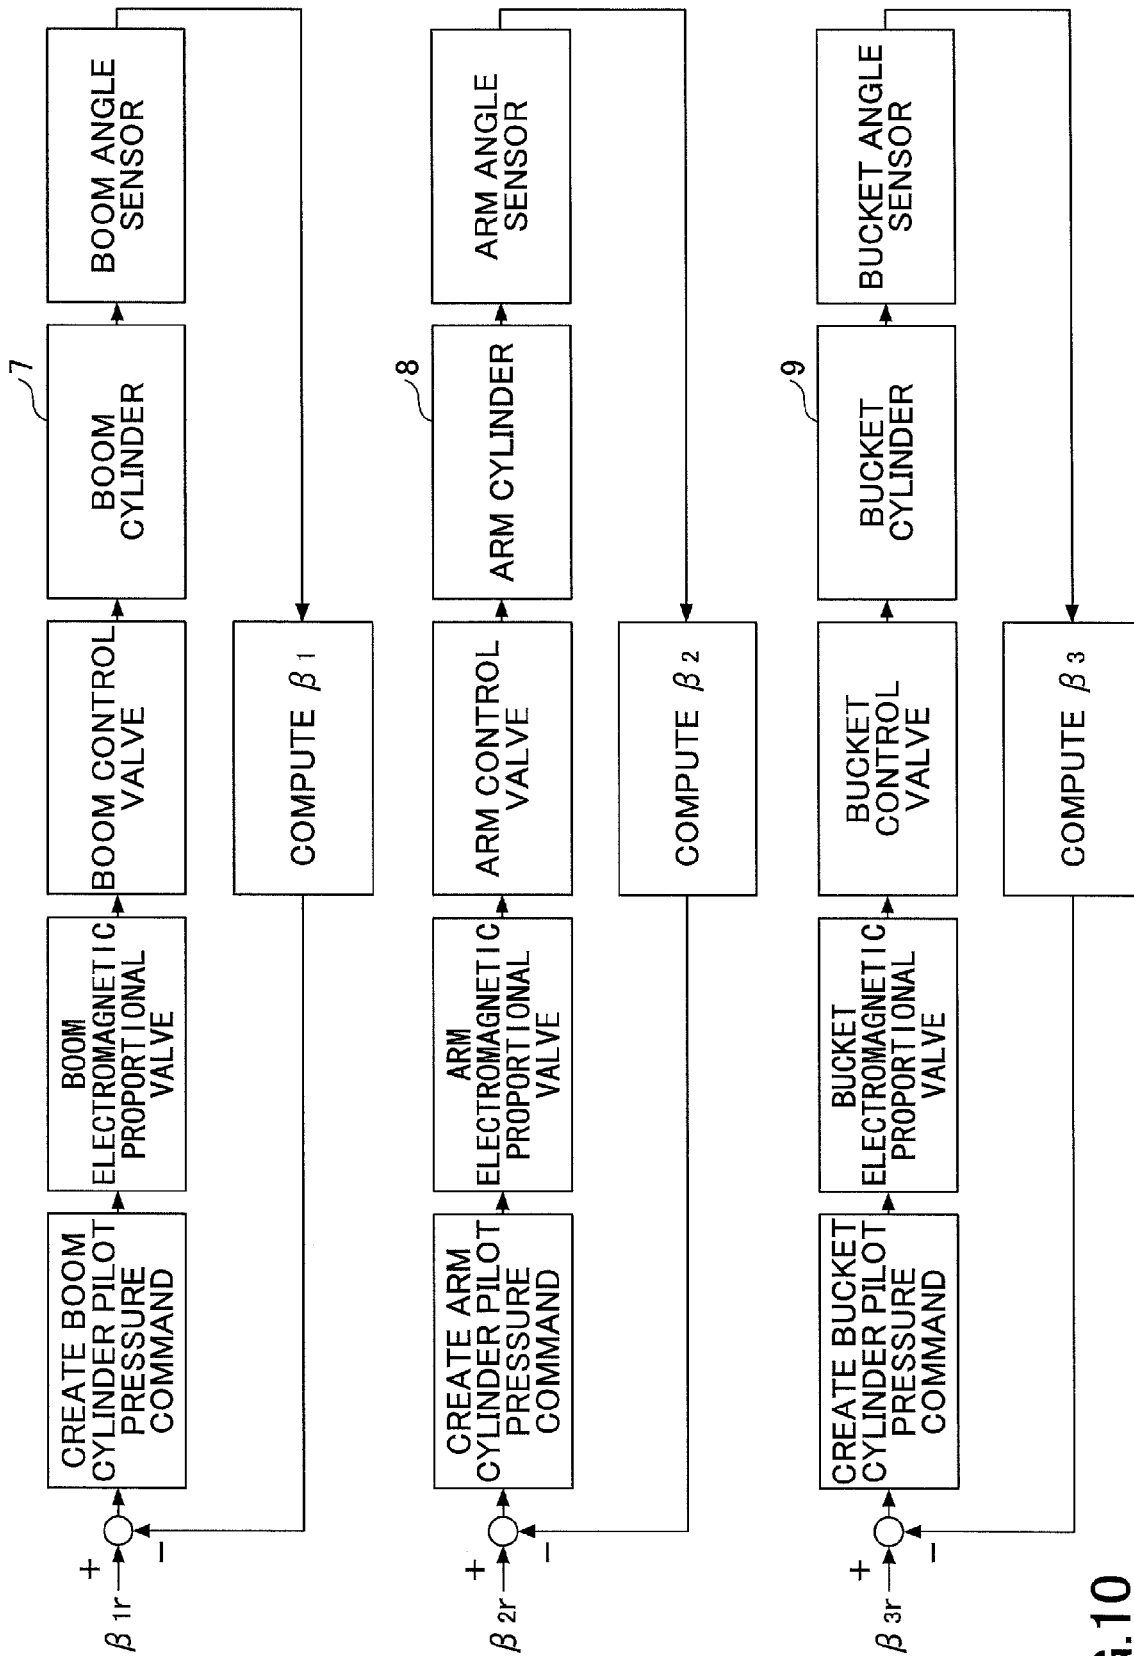 β1r
+
−
CREATE BOOM
CYLINDER PILOT
PRESSURE
COMMAND
BOOM
ELECTROMAGNETIC
PROPORTIONAL
VALVE
BOOM CONTROL
VALVE
7
BOOM
CYLINDER
BOOM ANGLE
SENSOR
COMPUTE β1
β2r
+
−
CREATE ARM
CYLINDER PILOT
PRESSURE
COMMAND
ARM
ELECTROMAGNETIC
PROPORTIONAL
VALVE
ARM CONTROL
VALVE
8
ARM CYLINDER
ARM ANGLE
SENSOR
COMPUTE β2
β3r
+
−
CREATE BUCKET
CYLINDER PILOT
PRESSURE
COMMAND
BUCKET
ELECTROMAGNETIC
PROPORTIONAL
VALVE
BUCKET
CONTROL
VALVE
9
BUCKET
CYLINDER
BUCKET ANGLE
SENSOR
COMPUTE β3
G.10